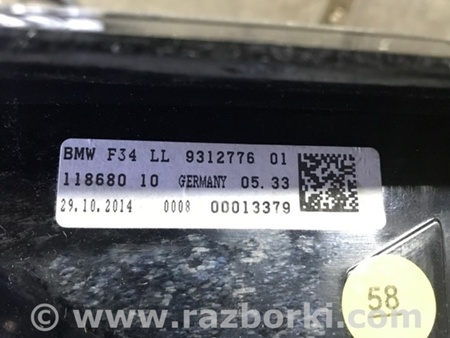 BMW F34 LL 9312776 01
118680 10 GERMANY 05.33
29.10.2014 0008 00013379
58
© www.razborki.com